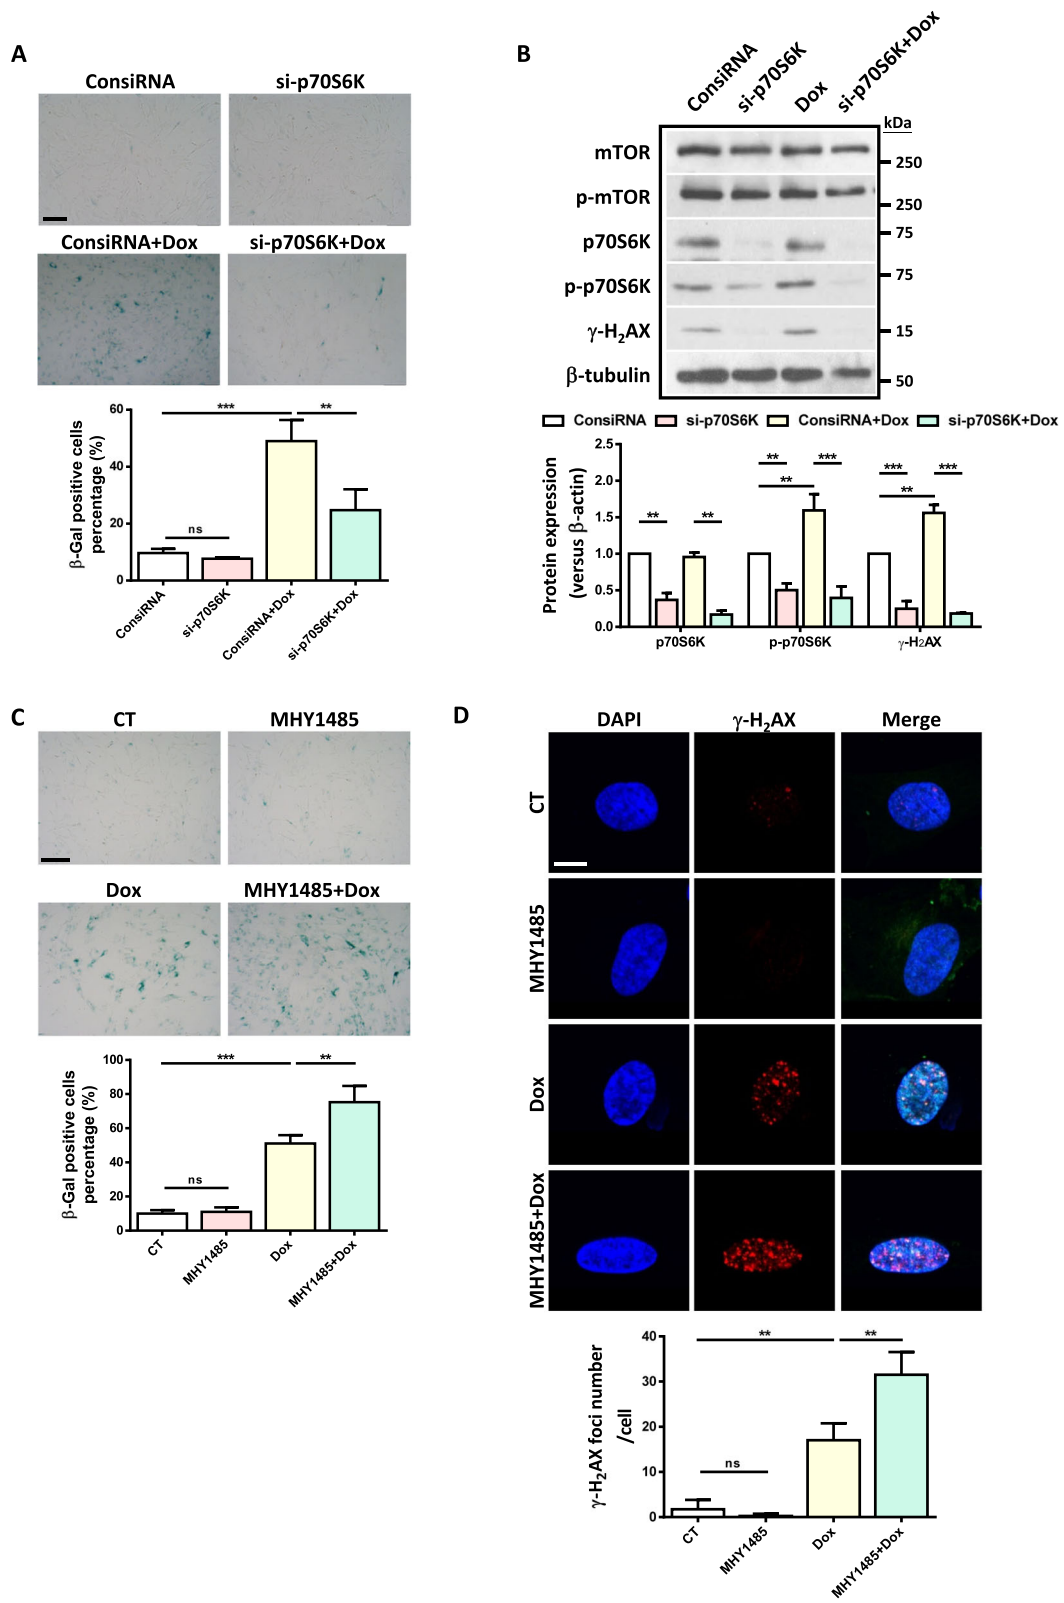 A
ConsiRNA
si-p70S6K
ConsiRNA+Dox
si-p70S6K+Dox
β-Gal positive cells
percentage (%)
60
40
20
0
***
**
ns
ConsiRNA
si-p70S6K
ConsiRNA+Dox
si-p70S6K+Dox
B
ConsiRNA
si-p70S6K
Dox
si-p70S6K+Dox
kDa
mTOR
250
p-mTOR
250
p70S6K
75
p-p70S6K
75
γ-H2AX
15
β-tubulin
50
ConsiRNA
si-p70S6K
ConsiRNA+Dox
si-p70S6K+Dox
Protein expression
(versus β-actin)
2.5
2.0
1.5
1.0
0.5
0.0
**
**
**
**
***
***
**
***
p70S6K
p-p70S6K
γ-H2AX
C
CT
MHY1485
Dox
MHY1485+Dox
β-Gal positive cells
percentage (%)
100
80
60
40
20
0
***
**
ns
CT
MHY1485
Dox
MHY1485+Dox
D
DAPI
γ-H2AX
Merge
CT
MHY1485
Dox
MHY1485+Dox
γ-H2AX foci number
/cell
40
30
20
10
0
**
**
ns
CT
MHY1485
Dox
MHY1485+Dox